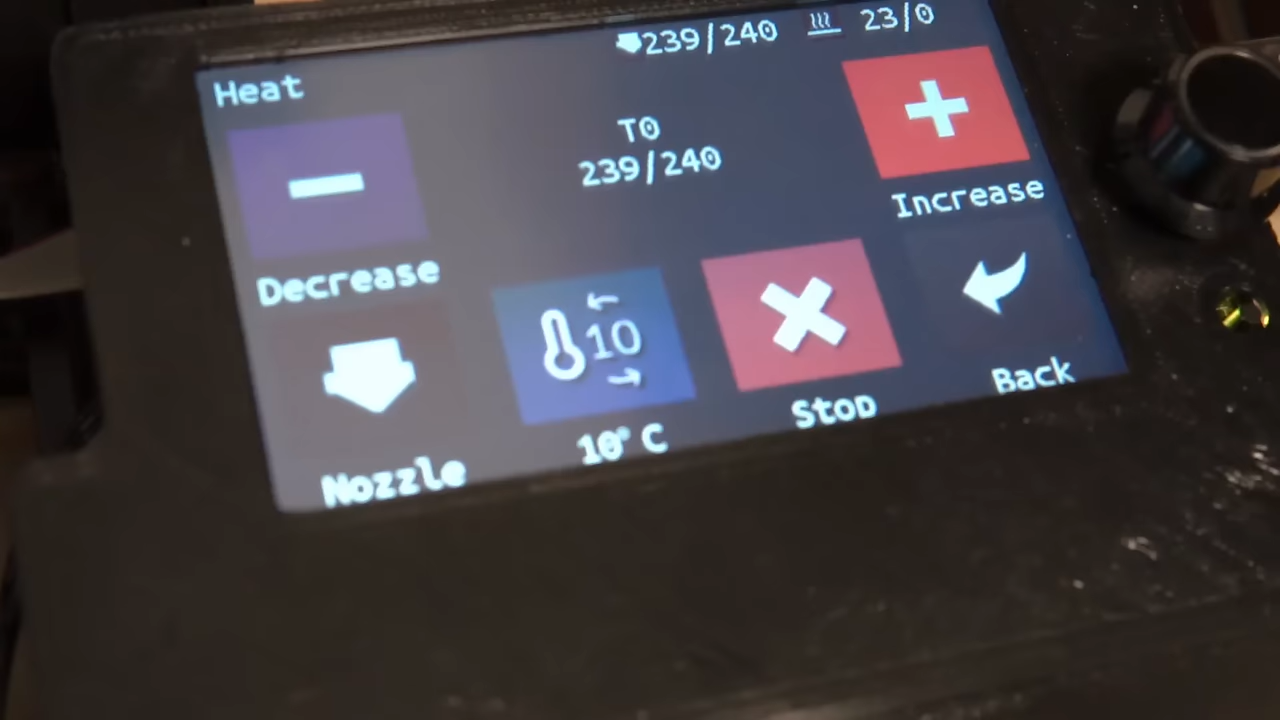 239/240 23/0
Heat
T0
239/240
Decrease
Increase
10
Nozzle
10°C
Stop
Back